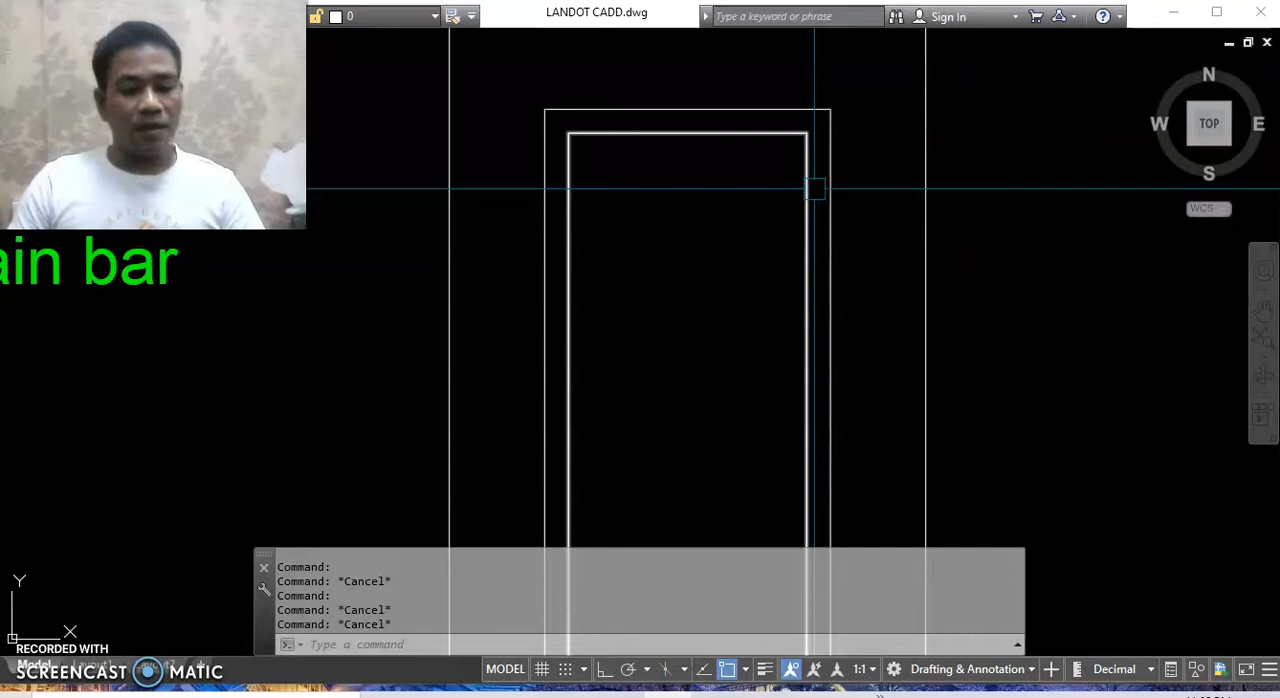 0
LANDOT CADD.dwg
Type a keyword or phrase
Sign In
?
N
W
TOP
E
S
WCS
ain bar
Command:
Command: *Cancel*
Command:
Command: *Cancel*
Command: *Cancel*
Type a command
Y
X
RECORDED WITH
SCREENCAST MATIC
Model
MODEL
1:1
Drafting & Annotation
Decimal